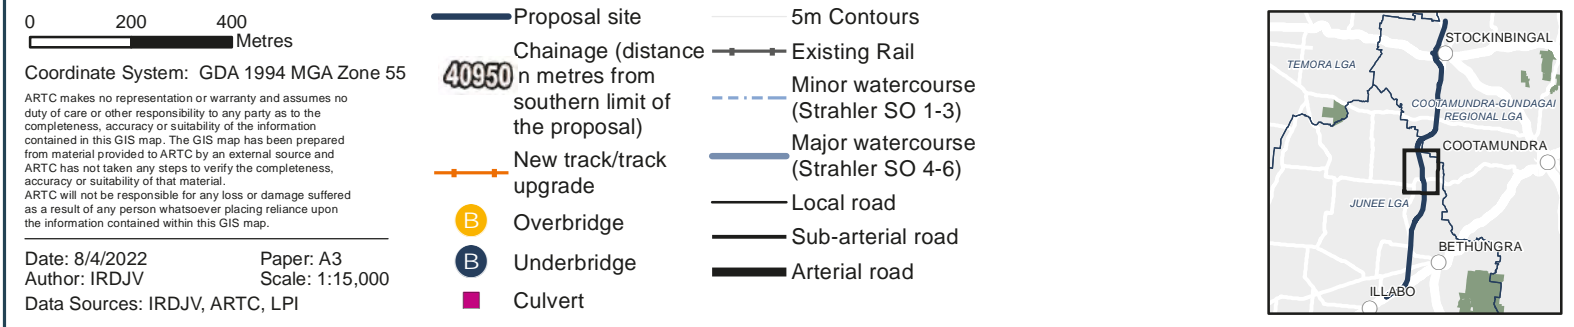 0 200 400
Metres
Coordinate System: GDA 1994 MGA Zone 55
ARTC makes no representation or warranty and assumes no
duty of care or other responsibility to any party as to the
completeness, accuracy or suitability of the information
contained in this GIS map. The GIS map has been prepared
from material provided to ARTC by an external source and
ARTC has not taken any steps to verify the completeness,
accuracy or suitability of that material.
ARTC will not be responsible for any loss or damage suffered
as a result of any person whatsoever placing reliance upon
the information contained within this GIS map.
Date: 8/4/2022 Paper: A3
Author: IRDJV Scale: 1:15,000
Data Sources: IRDJV, ARTC, LPI
Proposal site
40950
Chainage (distance
n metres from
southern limit of
the proposal)
New track/track
upgrade
B Overbridge
B Underbridge
Culvert
5m Contours
Existing Rail
Minor watercourse
(Strahler SO 1-3)
Major watercourse
(Strahler SO 4-6)
Local road
Sub-arterial road
Arterial road
STOCKINBINGAL
TEMORA LGA
COOTAMUNDRA-GUNDAGAI
REGIONAL LGA
COOTAMUNDRA
JUNEE LGA
BETHUNGRA
ILLABO